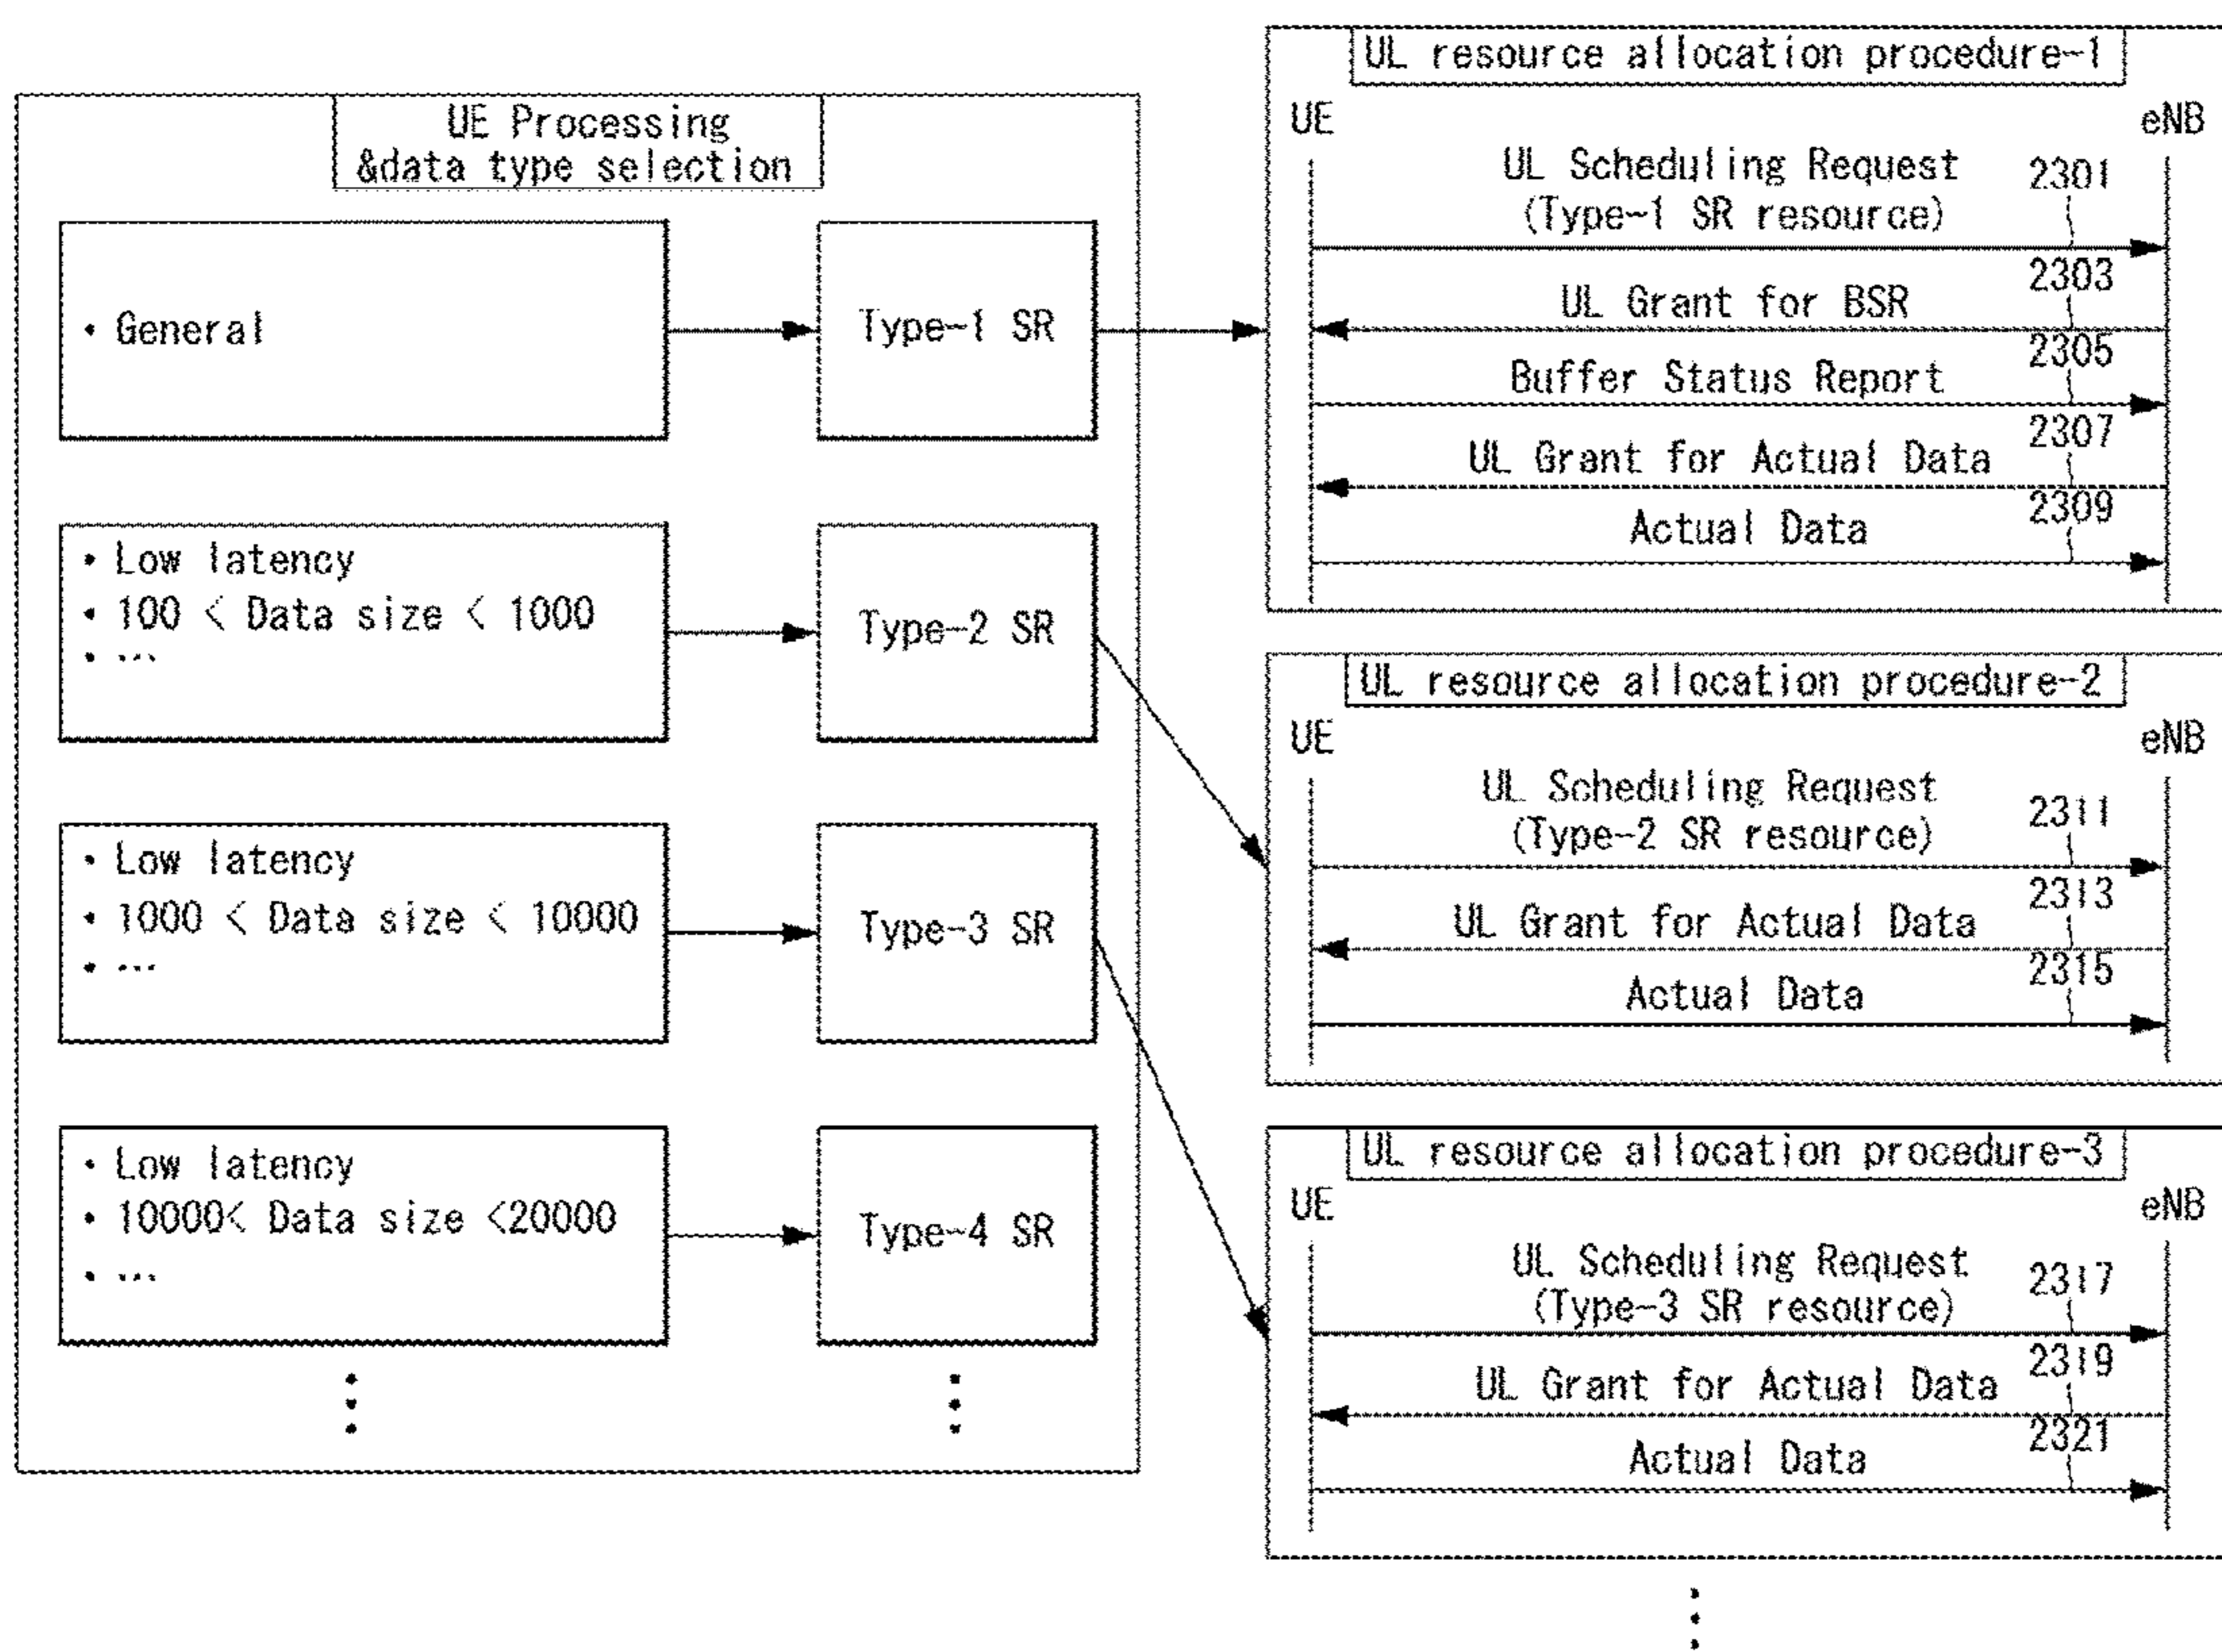 UE Processing
&data type selection
• General
Type-1 SR
• Low latency
• 100 < Data size < 1000
• ...
Type-2 SR
• Low latency
• 1000 < Data size < 10000
• ...
Type-3 SR
• Low latency
• 10000< Data size <20000
• ...
Type-4 SR
UL resource allocation procedure-1
UE
eNB
UL Scheduling Request
(Type-1 SR resource)
2301
UL Grant for BSR
2303
Buffer Status Report
2305
UL Grant for Actual Data
2307
Actual Data
2309
UL resource allocation procedure-2
UE
eNB
UL Scheduling Request
(Type-2 SR resource)
2311
UL Grant for Actual Data
2313
Actual Data
2315
UL resource allocation procedure-3
UE
eNB
UL Scheduling Request
(Type-3 SR resource)
2317
UL Grant for Actual Data
2319
Actual Data
2321